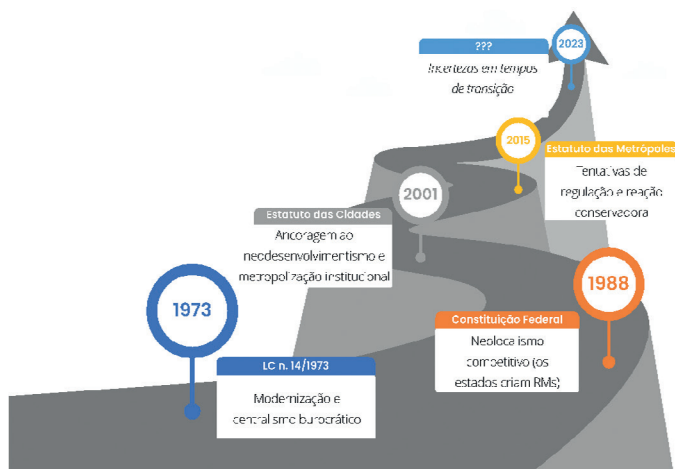 2023
???
Incertezas em tempos
de transição
2015
Estatuto das Metrópoles
Tentativas de
regulação e reação
conservadora
2001
Estatuto das Cidades
Ancoragem ao
neodesenvolvimentismo e
metropolização institucional
1988
Constituição Federal
Neolocalismo
competitivo (os
estados criam RMs)
1973
LC n. 14/1973
Modernização e
centralismo burocrático